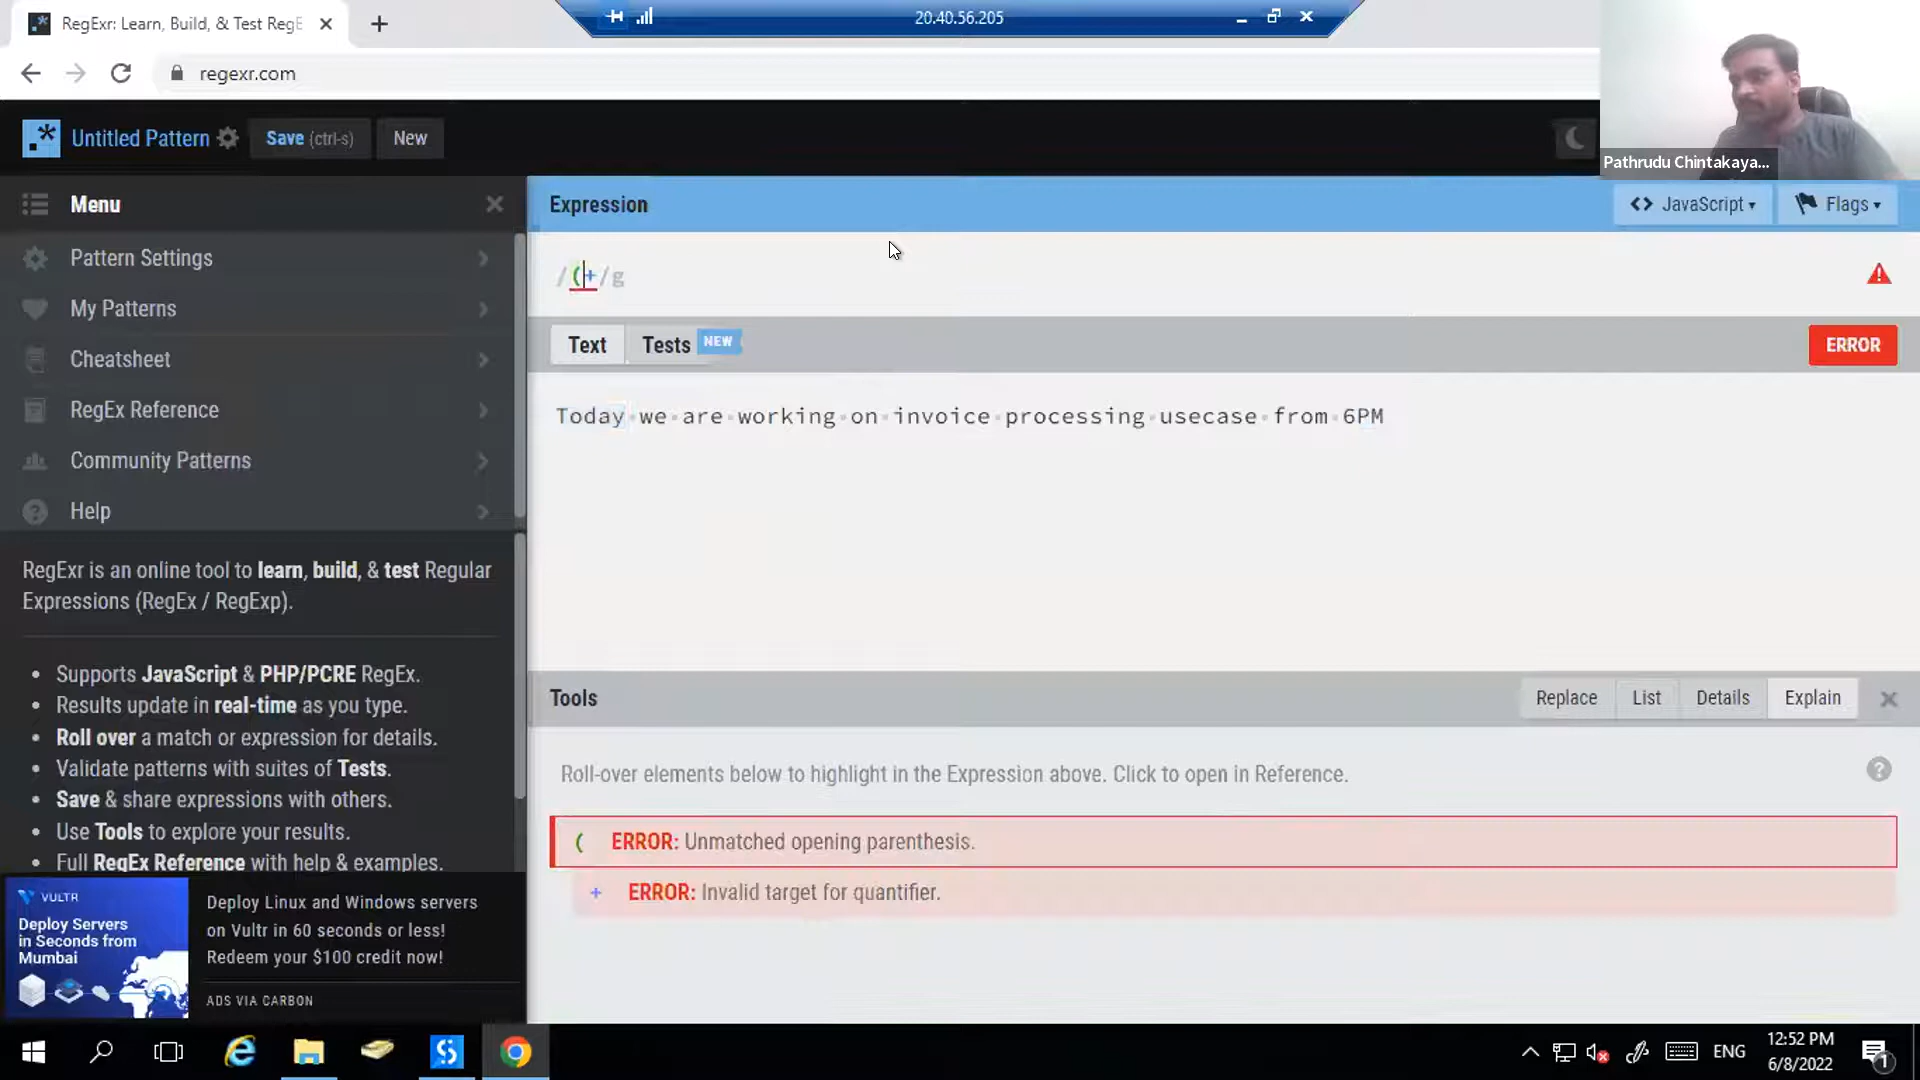 RegExr: Learn, Build, & Test RegE
20.40.56.205
regexr.com
Untitled Pattern
Save (ctrl-s)
New
Pathrudu Chintakaya...
Menu
Expression
<> JavaScript
Flags
Pattern Settings
/(+/g
My Patterns
Text
Tests
NEW
ERROR
Cheatsheet
RegEx Reference
Today we are working on invoice processing usecase from 6PM
Community Patterns
Help
RegExr is an online tool to learn, build, & test Regular
Expressions (RegEx / RegExp).
Supports JavaScript & PHP/PCRE RegEx.
Results update in real-time as you type.
Roll over a match or expression for details.
Validate patterns with suites of Tests.
Save & share expressions with others.
Use Tools to explore your results.
Full RegEx Reference with help & examples.
Tools
Replace
List
Details
Explain
Roll-over elements below to highlight in the Expression above. Click to open in Reference.
( ERROR: Unmatched opening parenthesis.
+ ERROR: Invalid target for quantifier.
VULTR
Deploy Servers
in Seconds from
Mumbai
Deploy Linux and Windows servers
on Vultr in 60 seconds or less!
Redeem your $100 credit now!
ADS VIA CARBON
ENG
12:52 PM
6/8/2022
1